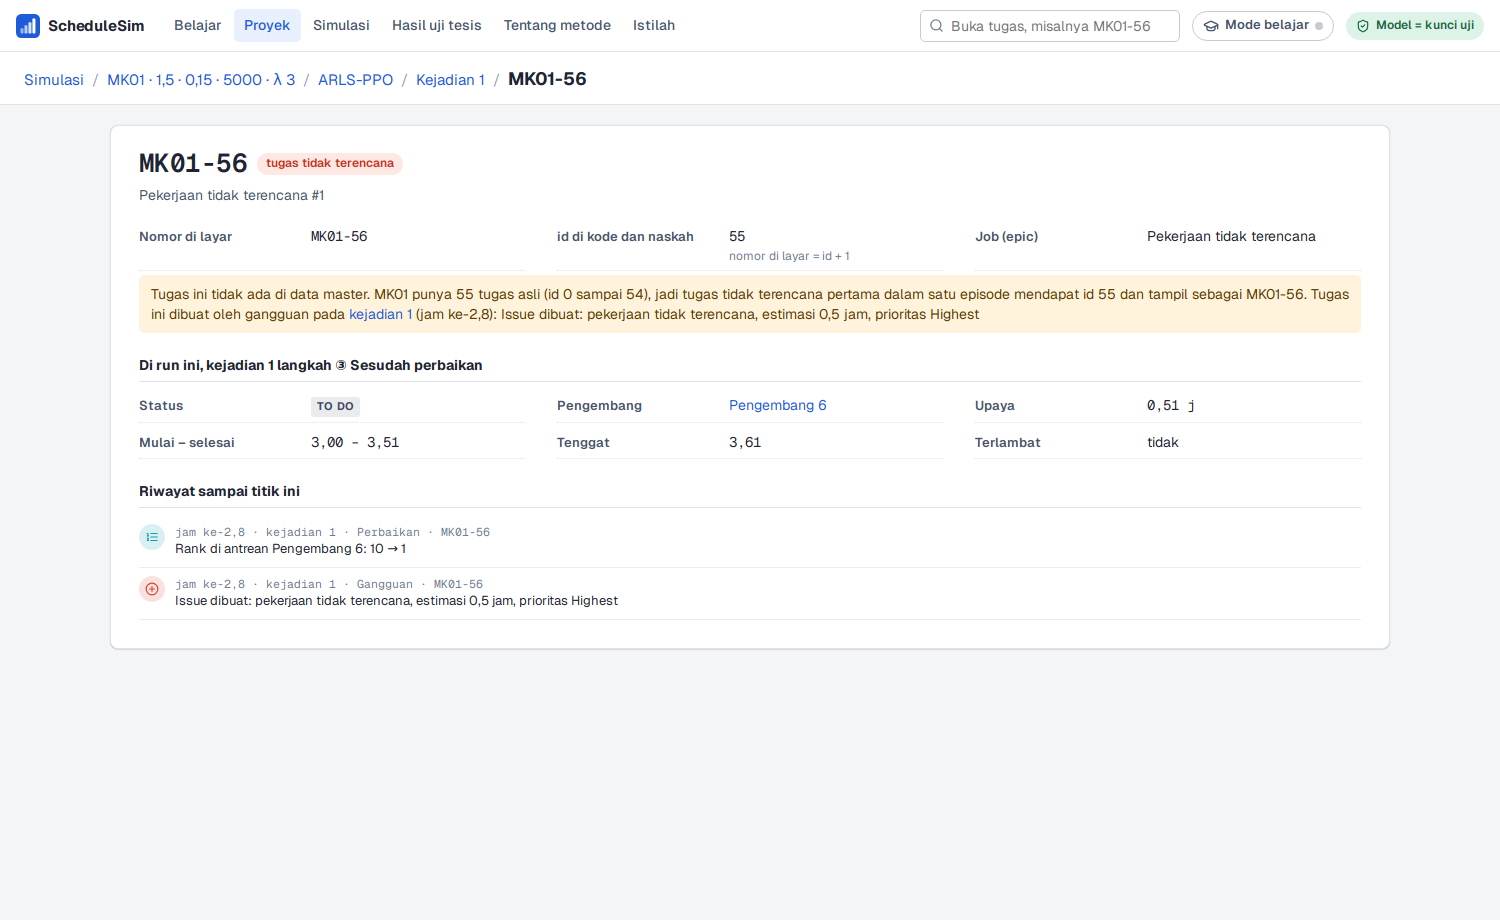 ScheduleSim
Belajar
Proyek
Simulasi
Hasil uji tesis
Tentang metode
Istilah
Buka tugas, misalnya MK01-56
Mode belajar
Model = kunci uji
Simulasi / MK01 · 1,5 · 0,15 · 5000 · λ 3 / ARLS-PPO / Kejadian 1 / MK01-56
MK01-56 tugas tidak terencana
Pekerjaan tidak terencana #1
Nomor di layar MK01-56
id di kode dan naskah 55
nomor di layar = id + 1
Job (epic) Pekerjaan tidak terencana
Tugas ini tidak ada di data master. MK01 punya 55 tugas asli (id 0 sampai 54), jadi tugas tidak terencana pertama dalam satu episode mendapat id 55 dan tampil sebagai MK01-56. Tugas
ini dibuat oleh gangguan pada kejadian 1 (jam ke-2,8): Issue dibuat: pekerjaan tidak terencana, estimasi 0,5 jam, prioritas Highest
Di run ini, kejadian 1 langkah ③ Sesudah perbaikan
Status TO DO
Pengembang Pengembang 6
Upaya 0,51 j
Mulai – selesai 3,00 – 3,51
Tenggat 3,61
Terlambat tidak
Riwayat sampai titik ini
jam ke-2,8 · kejadian 1 · Perbaikan · MK01-56
Rank di antrean Pengembang 6: 10 → 1
jam ke-2,8 · kejadian 1 · Gangguan · MK01-56
Issue dibuat: pekerjaan tidak terencana, estimasi 0,5 jam, prioritas Highest